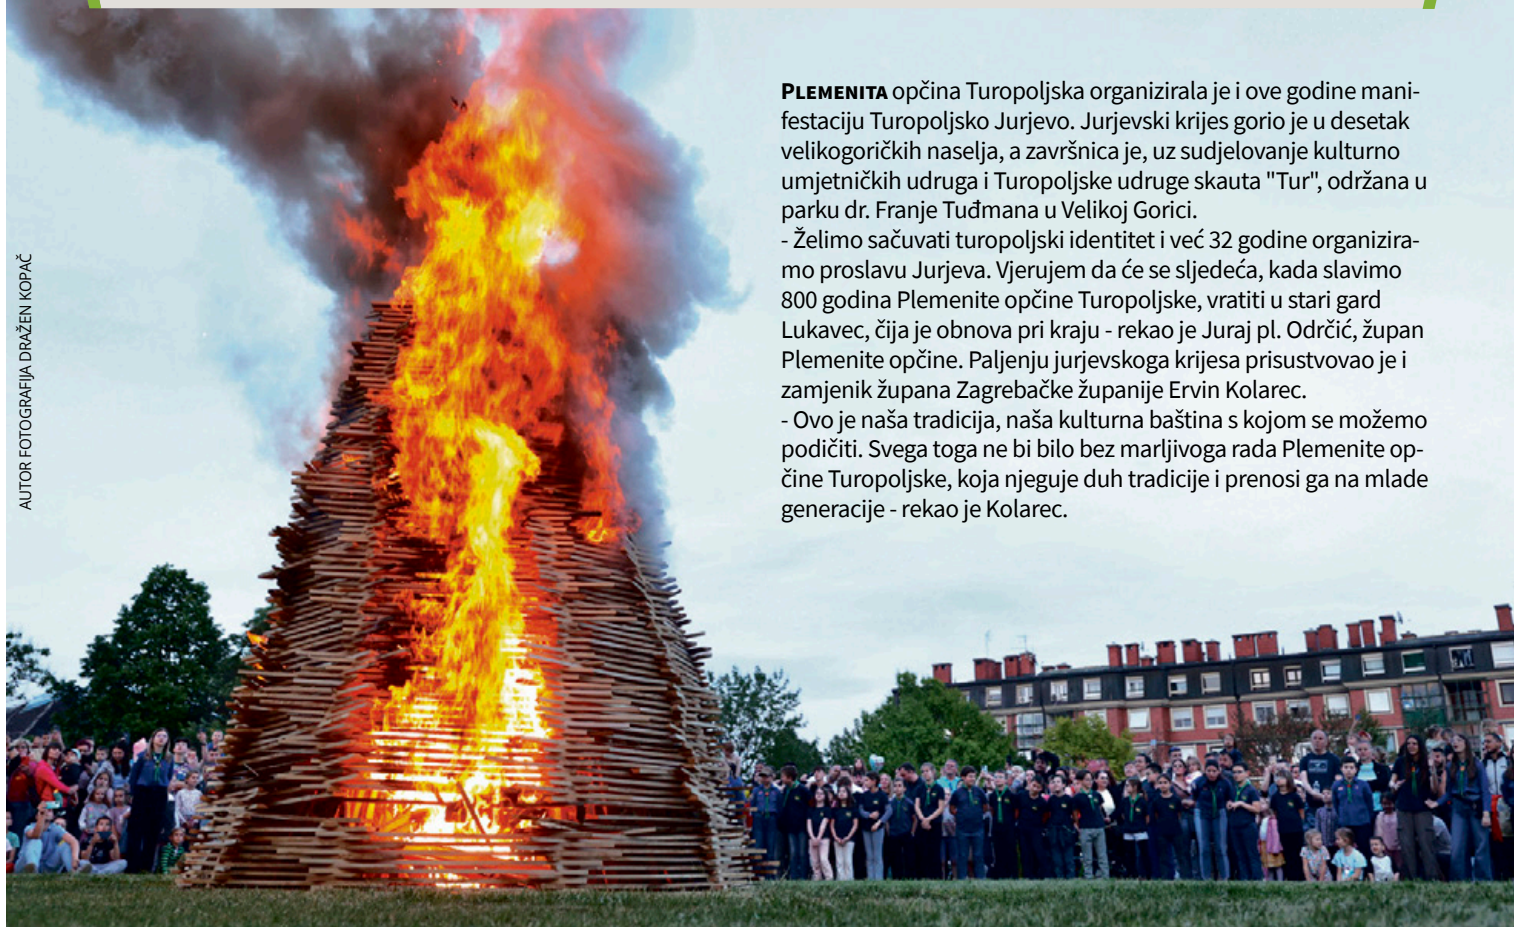 PLEMENITA općina Turopoljska organizirala je i ove godine mani-
festaciju Turopoljsko Jurjevo. Jurjevski krijes gorio je u desetak
velikogoričkih naselja, a završnica je, uz sudjelovanje kulturno
umjetničkih udruga i Turopoljske udruge skauta "Tur", održana u
parku dr. Franje Tuđmana u Velikoj Gorici.
- Želimo sačuvati turopoljski identitet i već 32 godine organizira-
mo proslavu Jurjeva. Vjerujem da će se sljedeća, kada slavimo
800 godina Plemenite općine Turopoljske, vratiti u stari gard
Lukavec, čija je obnova pri kraju - rekao je Juraj pl. Odrčić, župan
Plemenite općine. Paljenju jurjevskoga krijesa prisustvovao je i
zamjenik župana Zagrebačke županije Ervin Kolarec.
- Ovo je naša tradicija, naša kulturna baština s kojom se možemo
podičiti. Svega toga ne bi bilo bez marljivoga rada Plemenite op-
ćine Turopoljske, koja njeguje duh tradicije i prenosi ga na mlade
generacije - rekao je Kolarec.
AUTOR FOTOGRAFIJA DRAŽEN KOPAČ